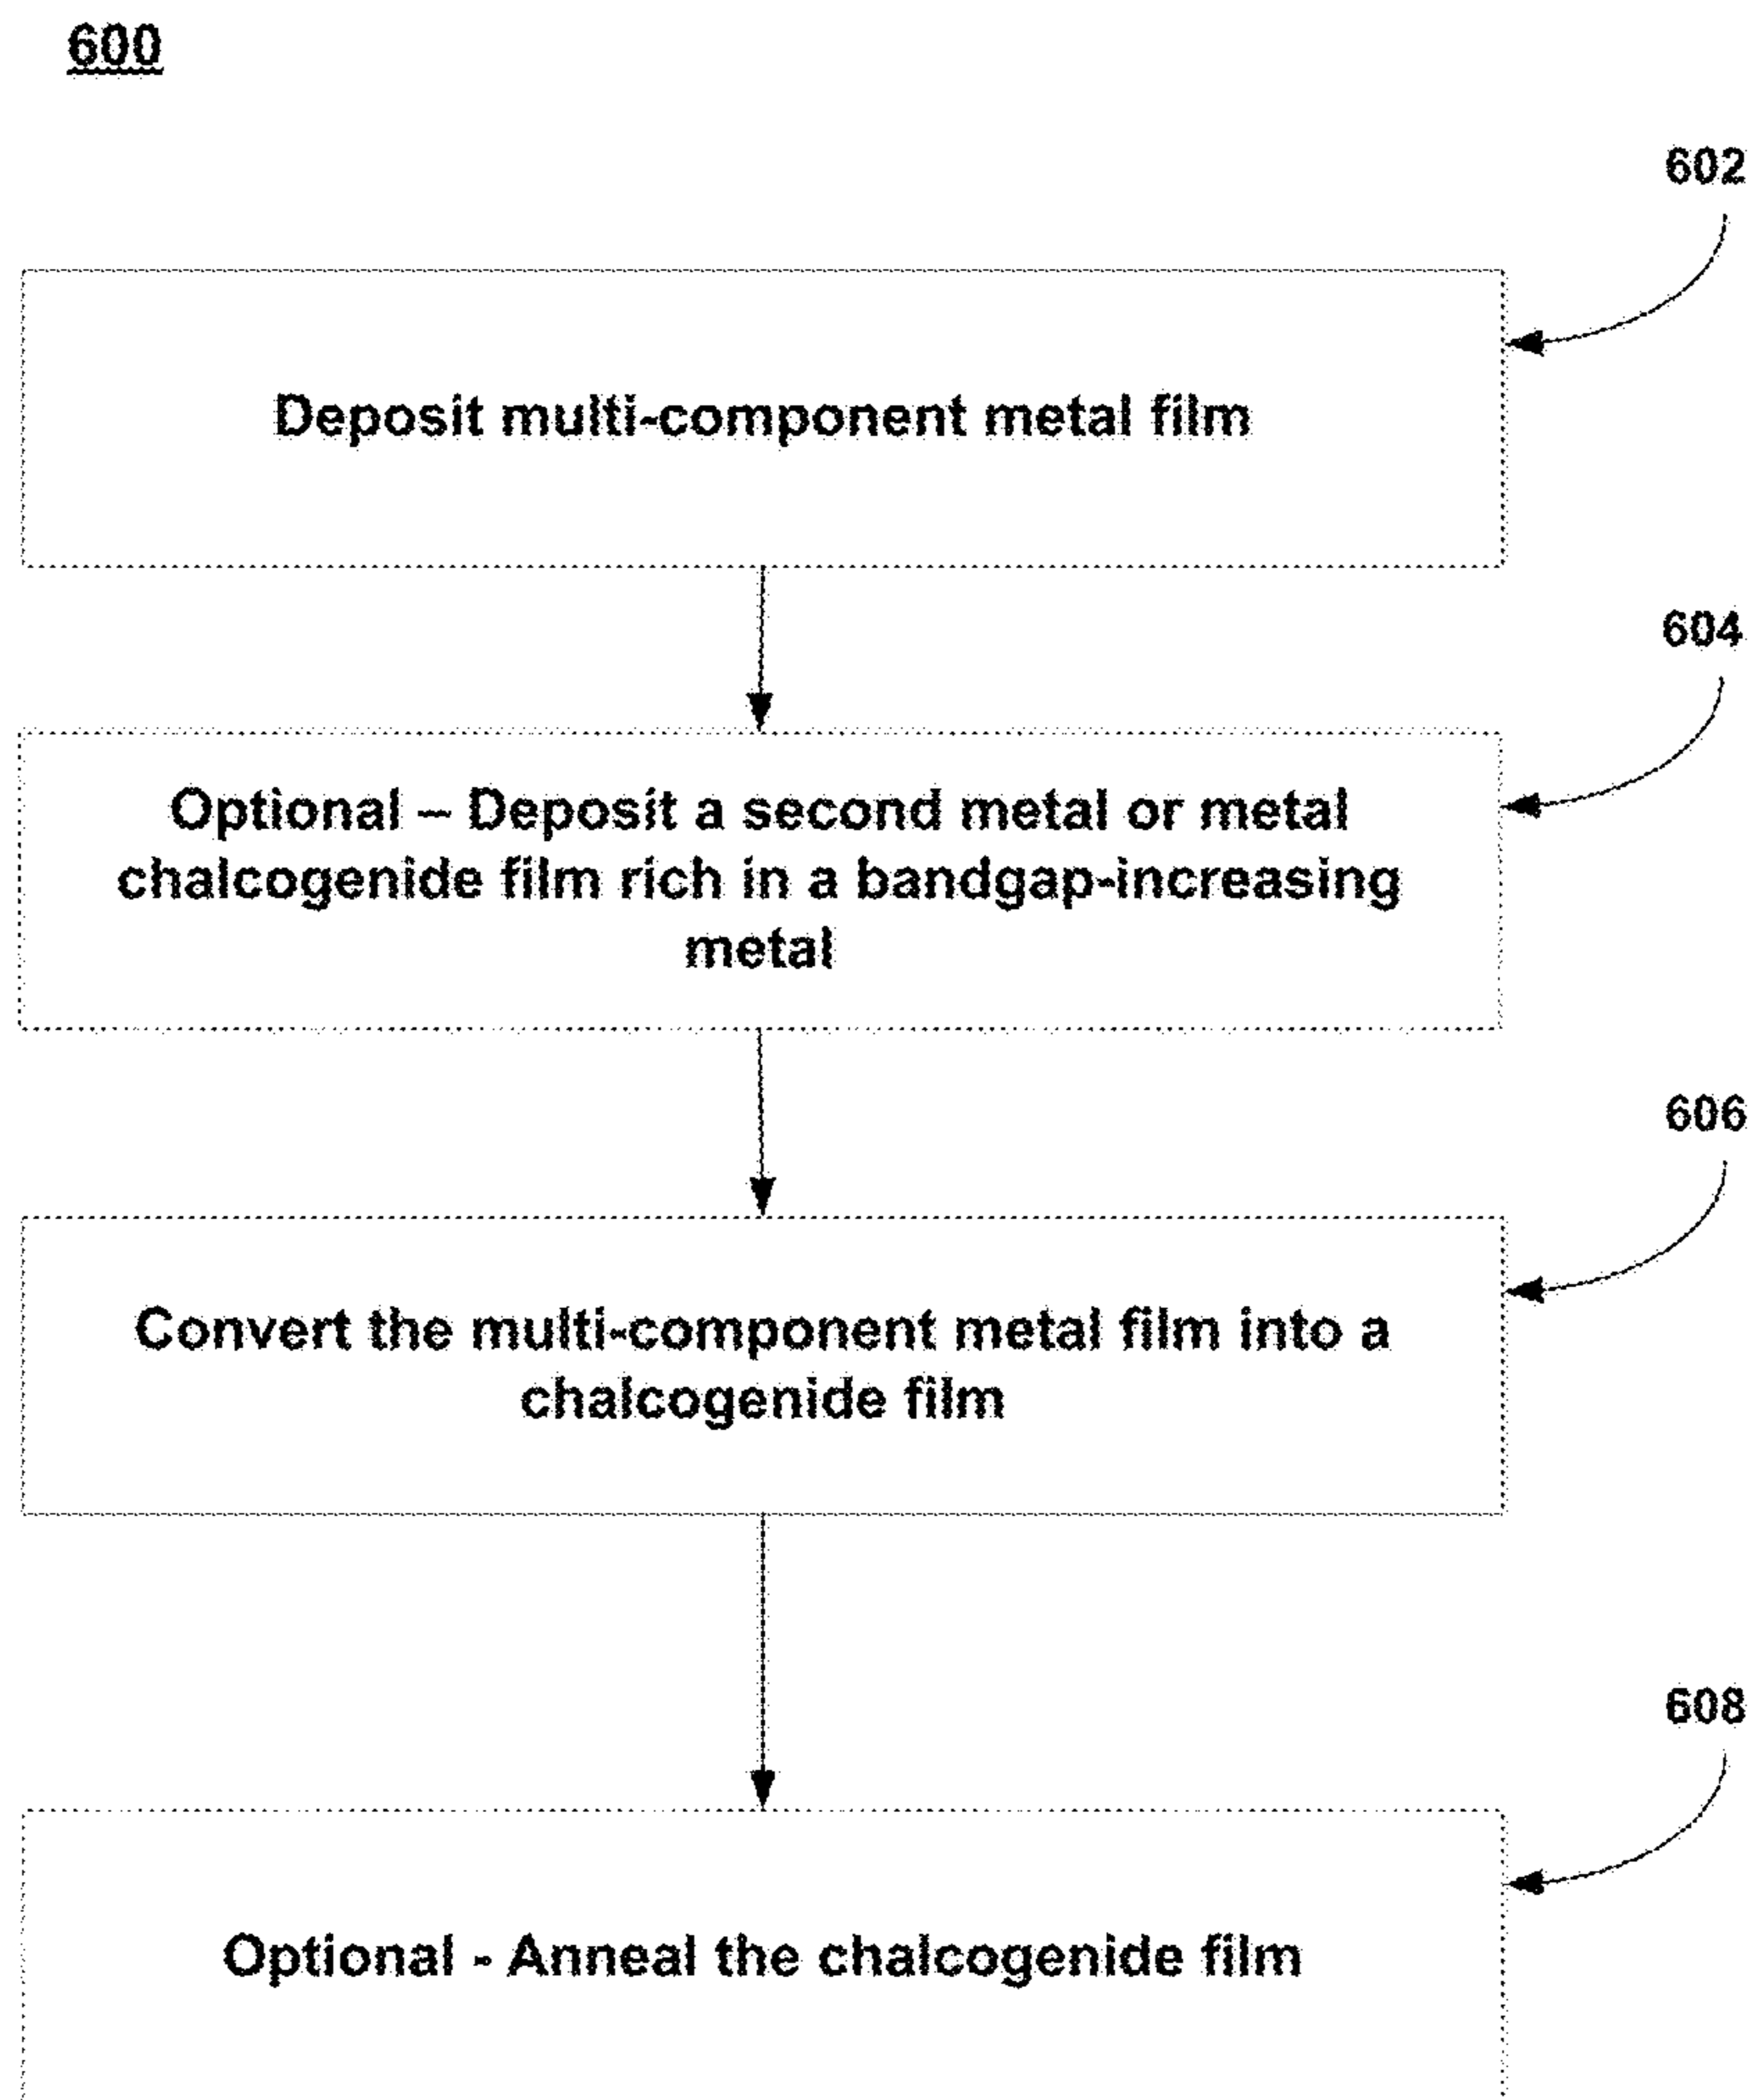 600
602
Deposit multi-component metal film
604
Optional – Deposit a second metal or metal
chalcogenide film rich in a bandgap-increasing
metal
606
Convert the multi-component metal film into a
chalcogenide film
608
Optional - Anneal the chalcogenide film